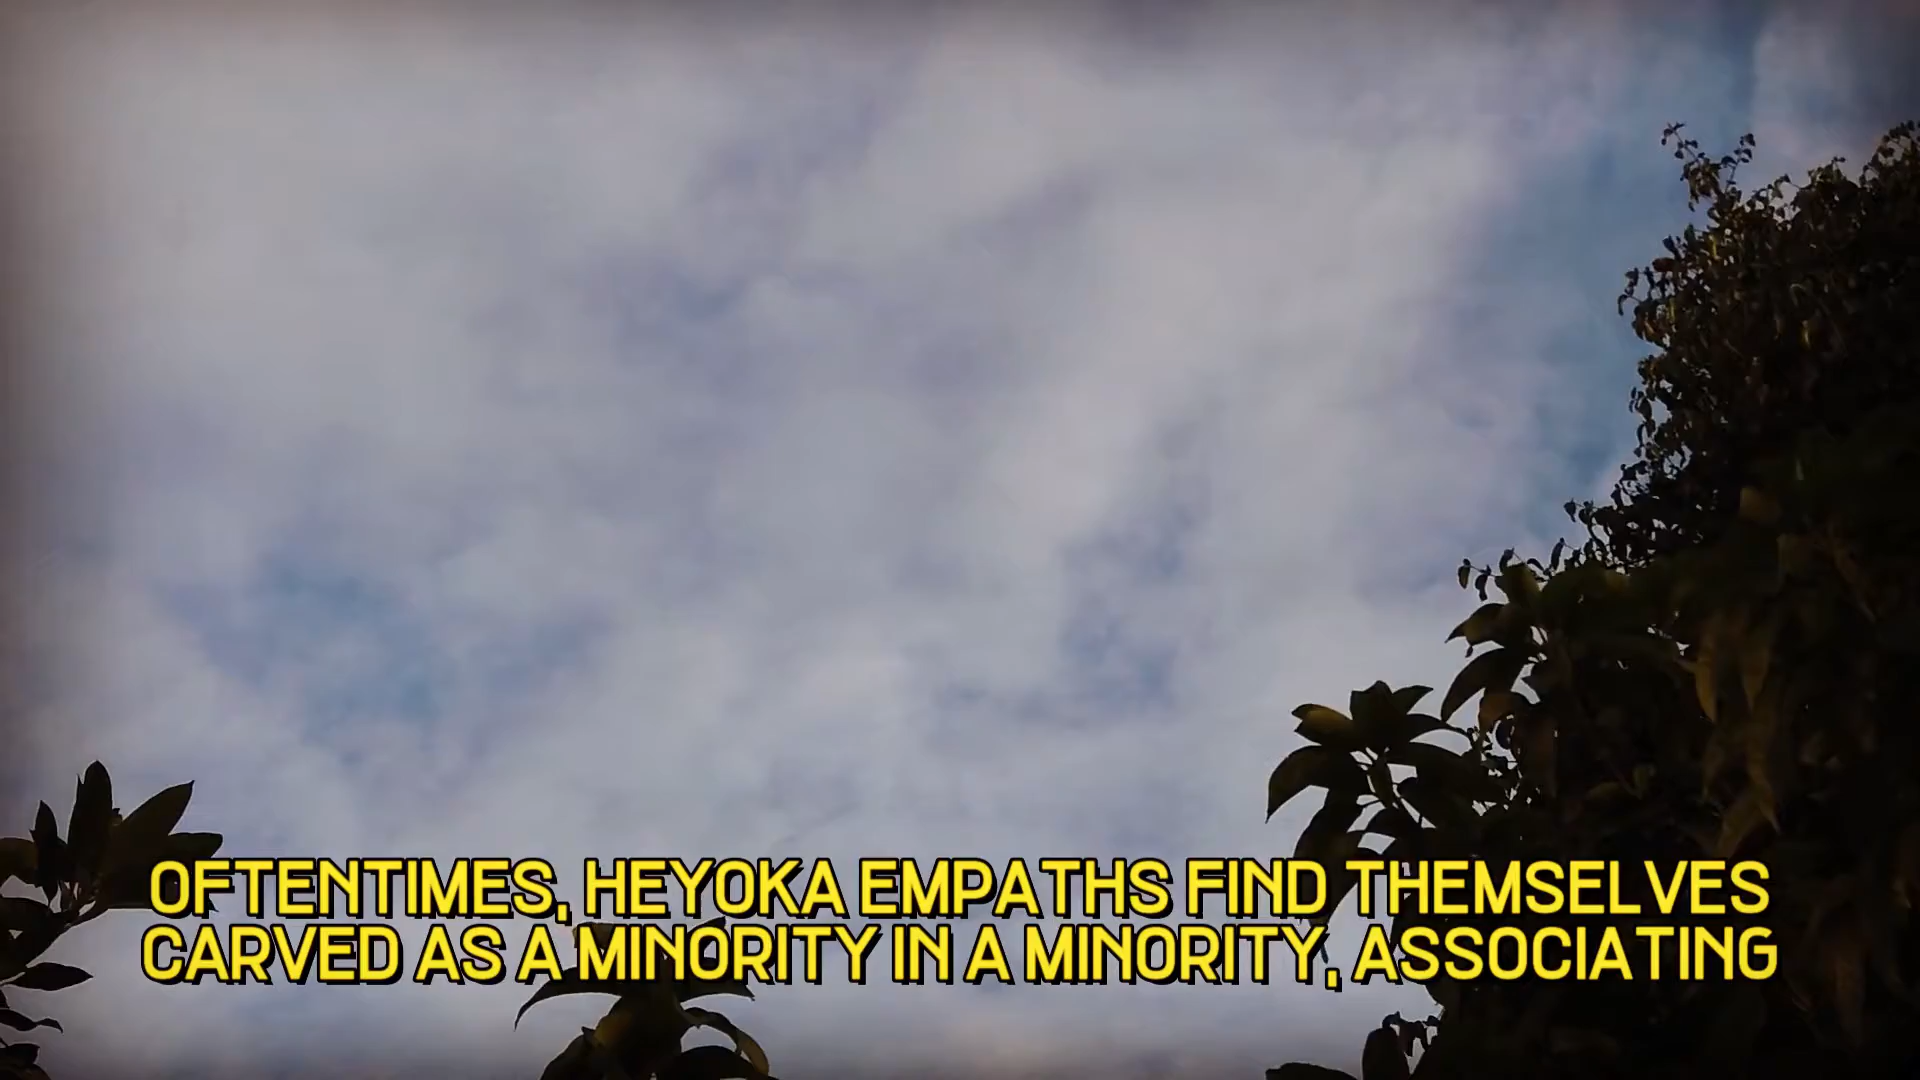 OFTENTIMES, HEYOKA EMPATHS FIND THEMSELVES
CARVED AS A MINORITY IN A MINORITY, ASSOCIATING